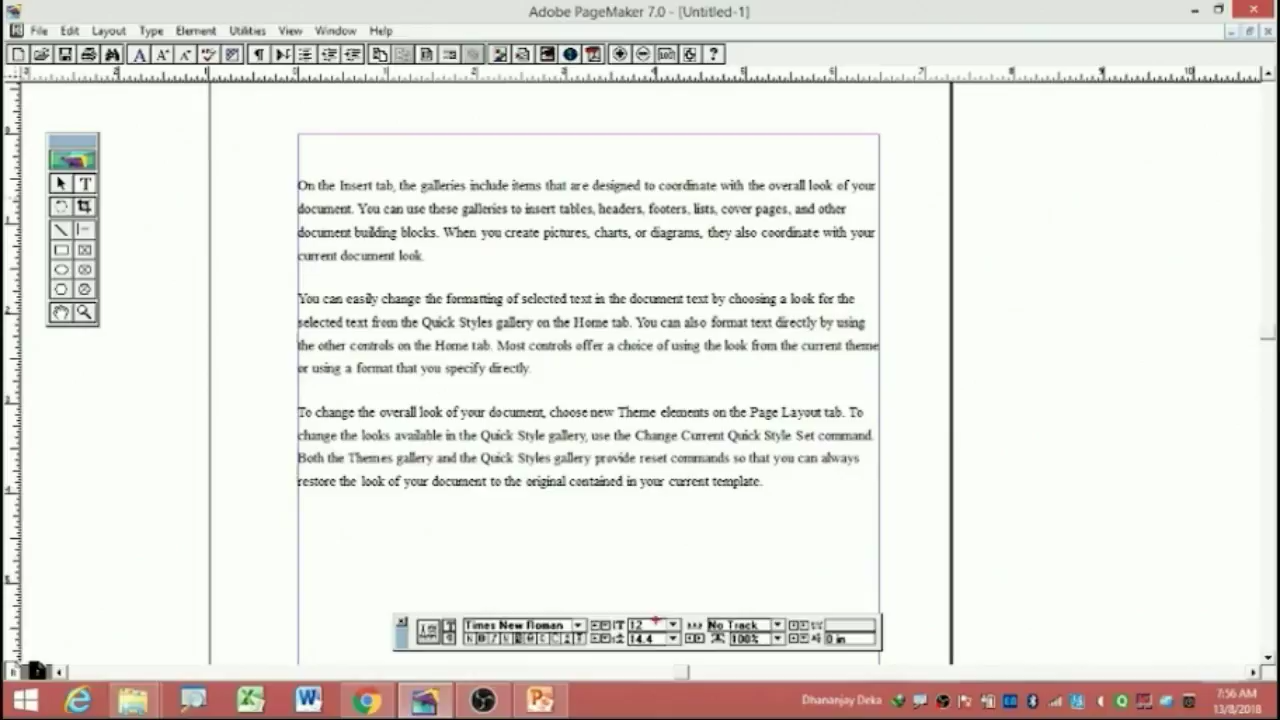 Adobe PageMaker 7.0 - [Untitled-1]
File Edit Layout Type Element Utilities View Window Help
On the Insert tab, the galleries include items that are designed to coordinate with the overall look of your
document. You can use these galleries to insert tables, headers, footers, lists, cover pages, and other
document building blocks. When you create pictures, charts, or diagrams, they also coordinate with your
current document look.
You can easily change the formatting of selected text in the document text by choosing a look for the
selected text from the Quick Styles gallery on the Home tab. You can also format text directly by using
the other controls on the Home tab. Most controls offer a choice of using the look from the current theme
or using a format that you specify directly.
To change the overall look of your document, choose new Theme elements on the Page Layout tab. To
change the looks available in the Quick Style gallery, use the Change Current Quick Style Set command.
Both the Themes gallery and the Quick Styles gallery provide reset commands so that you can always
restore the look of your document to the original contained in your current template.
Times New Roman 12 No Track
14.4 100% 0 in
Dhananjay Deka 7:56 AM
13/8/2018